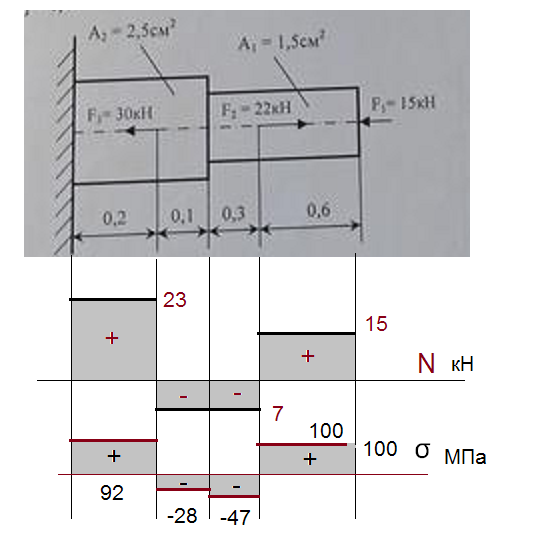 A₂ = 2,5см²
A₁ = 1,5см²
F₃= 30кН
F₂ = 22кН
F₁= 15кН
0,2
0,1
0,3
0,6
23
+
15
+
N кН
-
-
7
100
100 σ МПа
+
+
-
-
92
-28
-47